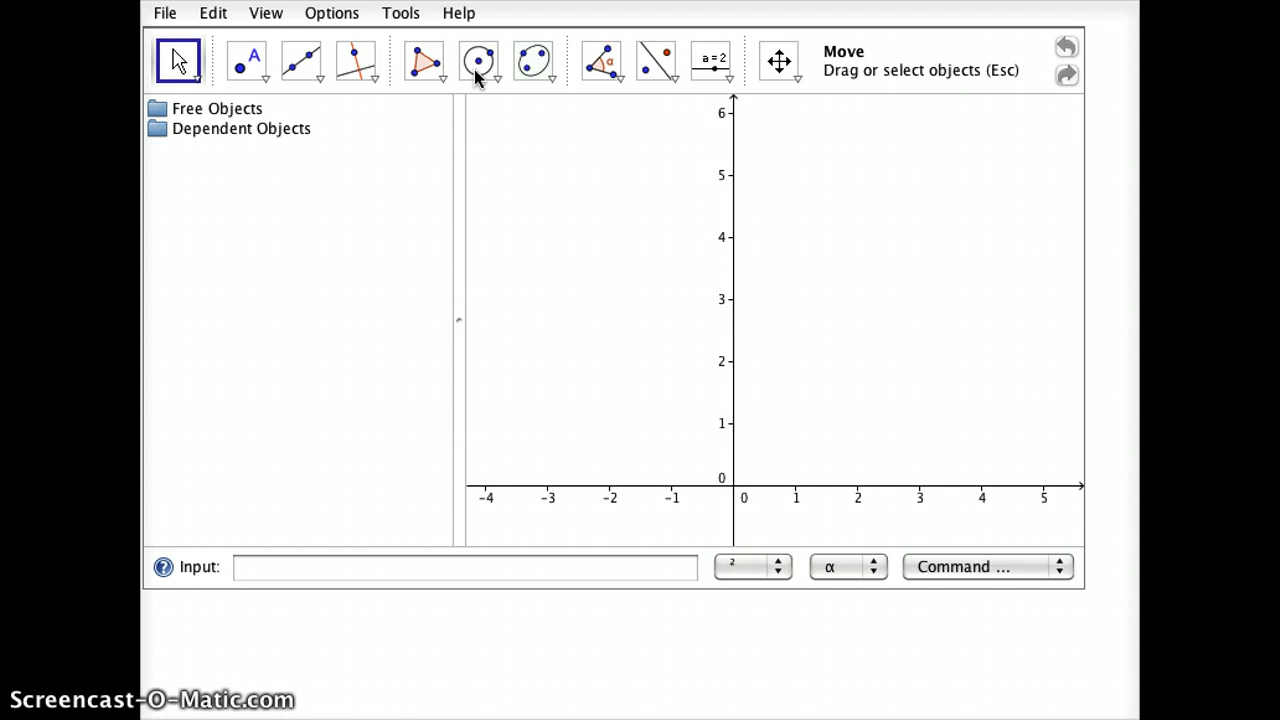 File Edit View Options Tools Help
A
α
a = 2
Move
Drag or select objects (Esc)
Free Objects
Dependent Objects
6
5
4
3
2
1
0
-4 -3 -2 -1 0 1 2 3 4 5
Input: ² α Command ...
Screencast-O-Matic.com